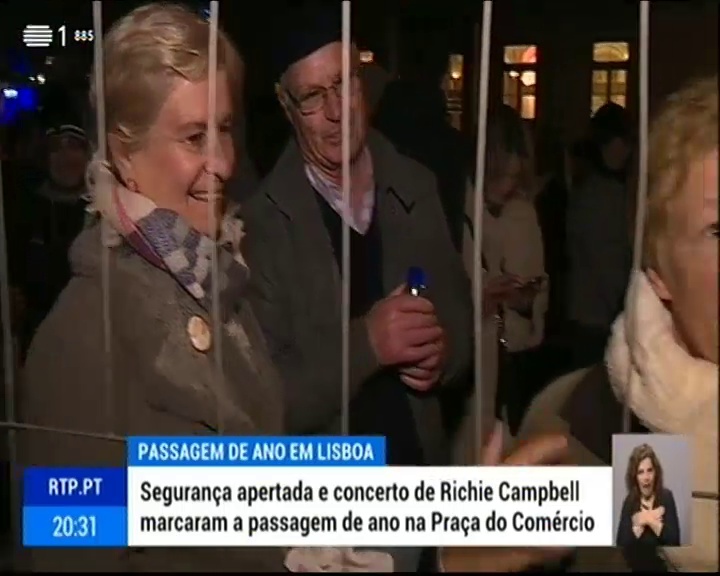 1 885
PASSAGEM DE ANO EM LISBOA
RTP.PT
Segurança apertada e concerto de Richie Campbell
20:31
marcaram a passagem de ano na Praça do Comércio